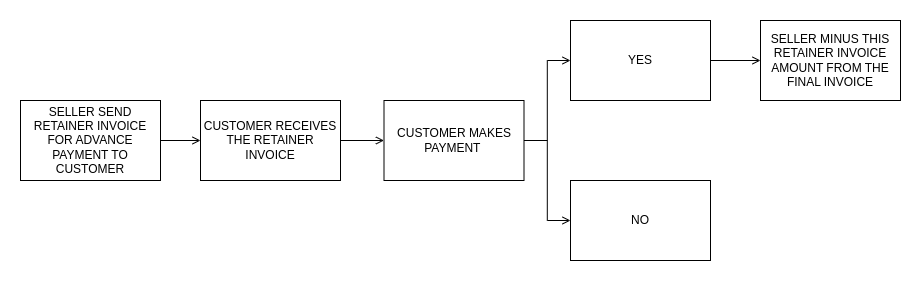 SELLER SEND
RETAINER INVOICE
FOR ADVANCE
PAYMENT TO
CUSTOMER
CUSTOMER RECEIVES
THE RETAINER
INVOICE
CUSTOMER MAKES
PAYMENT
YES
SELLER MINUS THIS
RETAINER INVOICE
AMOUNT FROM THE
FINAL INVOICE
NO